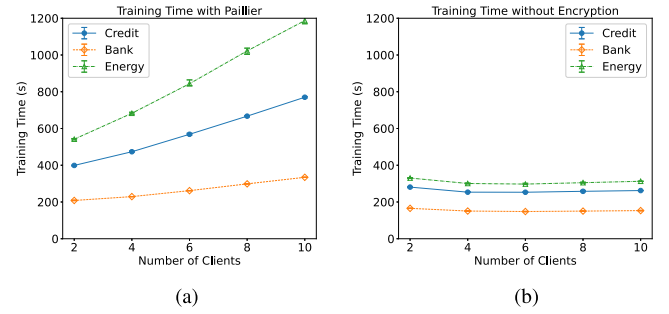 Training Time with Paillier
Training Time (s)
1200
1000
800
600
400
200
0
Credit
Bank
Energy
2 4 6 8 10
Number of Clients
(a)
Training Time without Encryption
Training Time (s)
1200
1000
800
600
400
200
0
Credit
Bank
Energy
2 4 6 8 10
Number of Clients
(b)